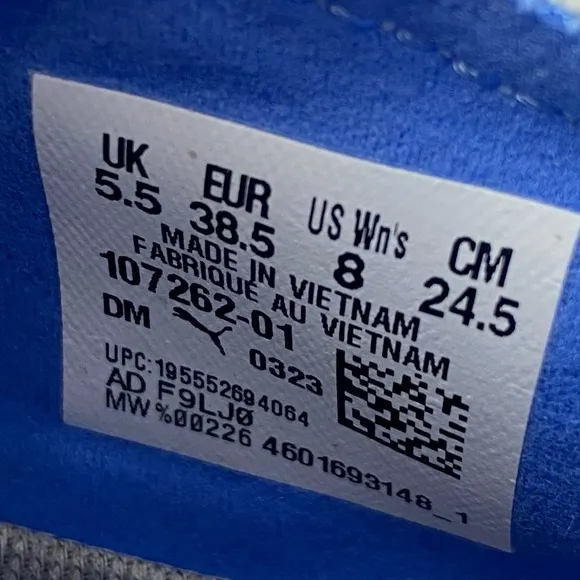 UK EUR US Wn's CM
5.5 38.5 8 24.5
MADE IN VIETNAM
FABRIQUE AU VIETNAM
107262-01
DM 0323
UPC:195552694064
AD F9LJ0
MW %00226 4601693148_1